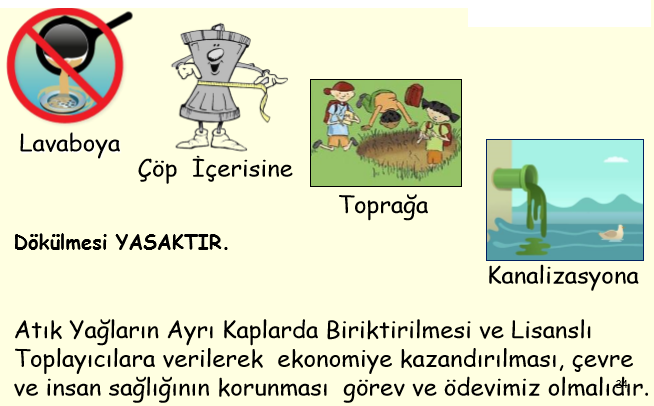 Lavaboya
Çöp İçerisine
Toprağa
Kanalizasyona
Dökülmesi YASAKTIR.
Atık Yağların Ayrı Kaplarda Biriktirilmesi ve Lisanslı
Toplayıcılara verilerek ekonomiye kazandırılması, çevre
ve insan sağlığının korunması görev ve ödevimiz olmalıdır.
34